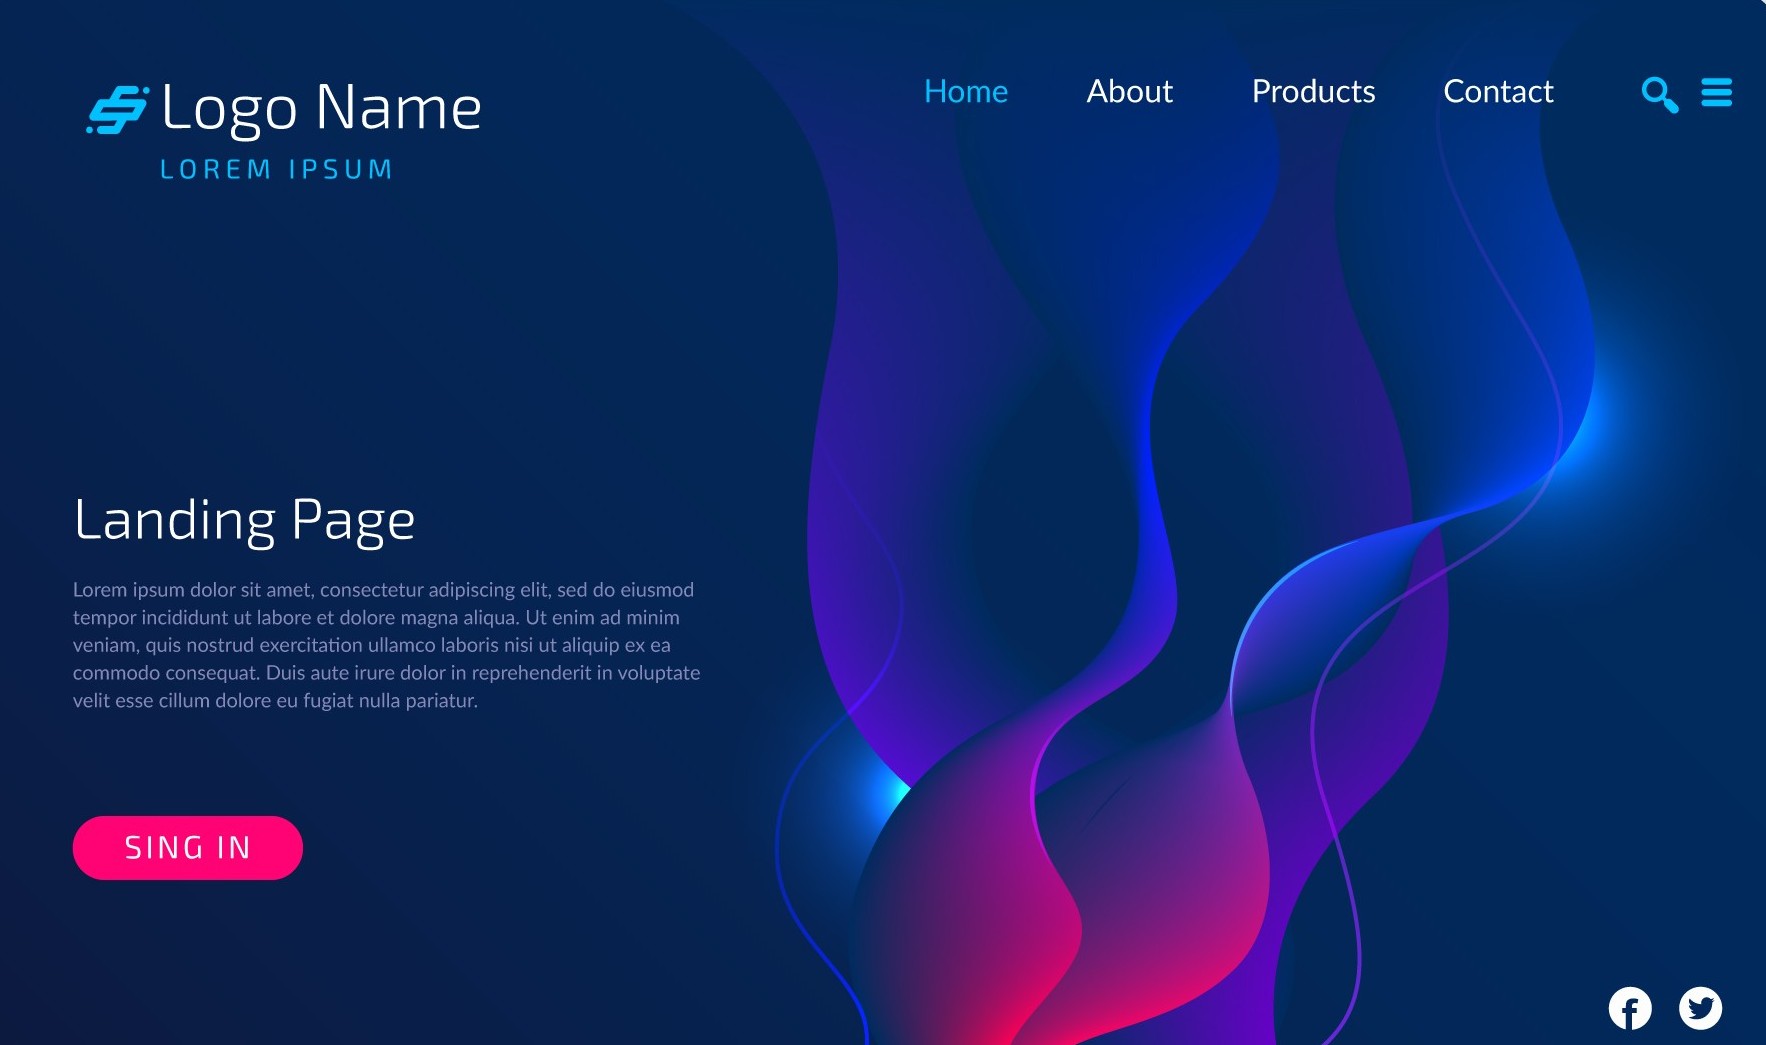 Logo Name
LOREM IPSUM
Home About Products Contact
Landing Page
Lorem ipsum dolor sit amet, consectetur adipiscing elit, sed do eiusmod
tempor incididunt ut labore et dolore magna aliqua. Ut enim ad minim
veniam, quis nostrud exercitation ullamco laboris nisi ut aliquip ex ea
commodo consequat. Duis aute irure dolor in reprehenderit in voluptate
velit esse cillum dolore eu fugiat nulla pariatur.
SING IN